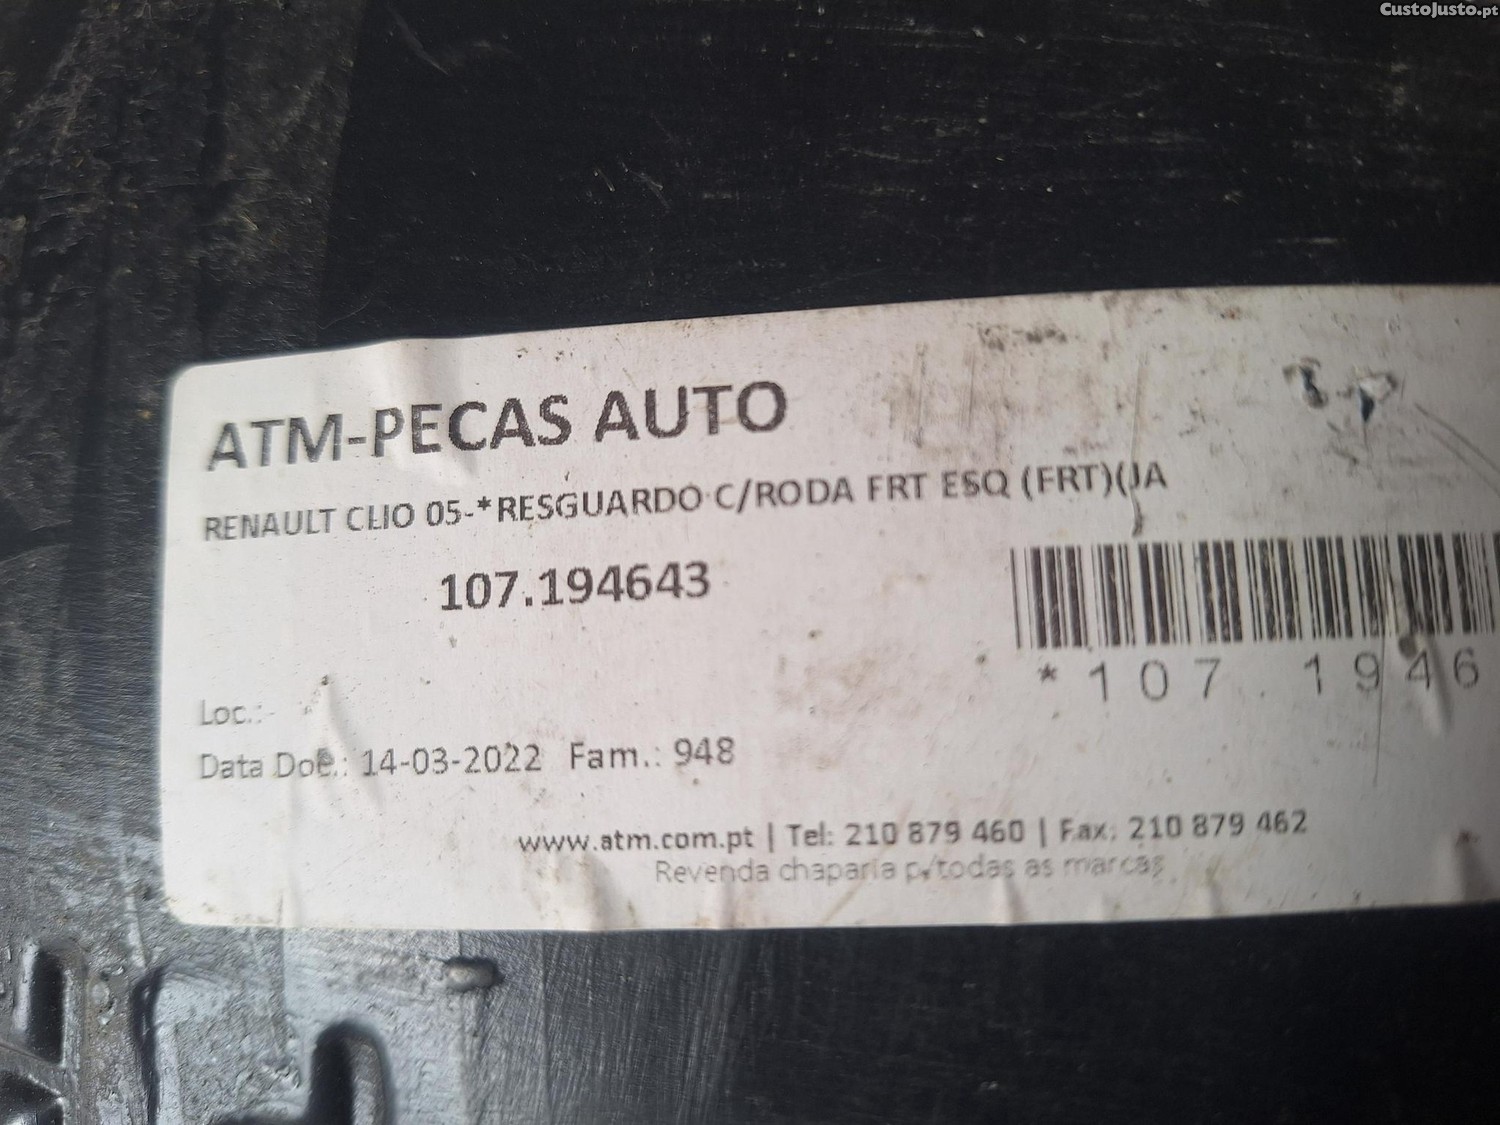 CustoJusto.pt
ATM-PECAS AUTO
RENAULT CLIO 05-*RESGUARDO C/RODA FRT ESQ (FRT)(JA
107.194643
*107.1946
Loc.:-
Data Doc.: 14-03-2022 Fam.: 948
www.atm.com.pt | Tel: 210 879 460 | Fax: 210 879 462
Revenda chaparia p/todas as marcas